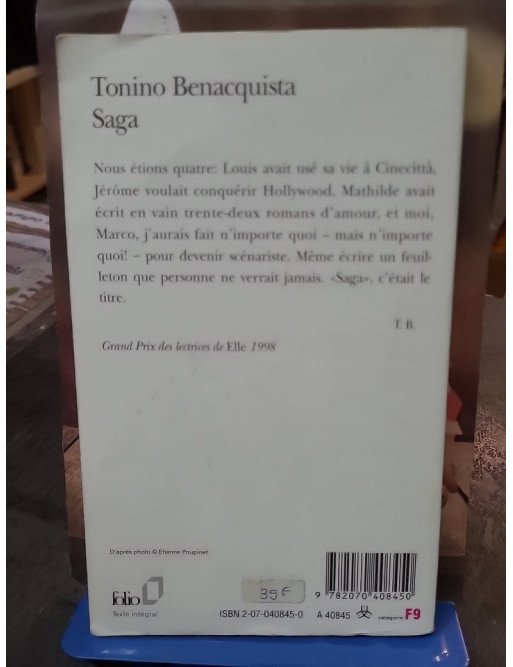 Tonino Benacquista
Saga
Nous étions quatre: Louis avait usé sa vie à Cinecittà,
Jérôme voulait conquérir Hollywood, Mathilde avait
écrit en vain trente-deux romans d'amour, et moi,
Marco, j'aurais fait n'importe quoi – mais n'importe
quoi! – pour devenir scénariste. Même écrire un feuil-
leton que personne ne verrait jamais. «Saga», c'était le
titre.
T. B.
Grand Prix des lectrices de Elle 1998
D'après photo © Etienne Poupinet.
folio
Texte intégral
39 F
9 782070 408450
ISBN 2-07-040845-0 A 40845 catégorie F9